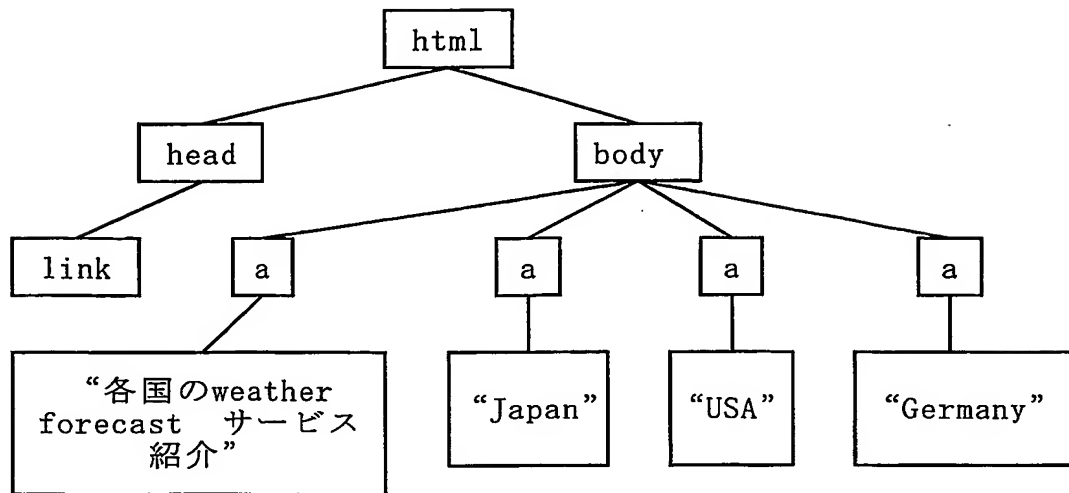 html
head
body
link
a
a
a
a
“各国のweather
forecast　サービス
紹介”
“Japan”
“USA”
“Germany”